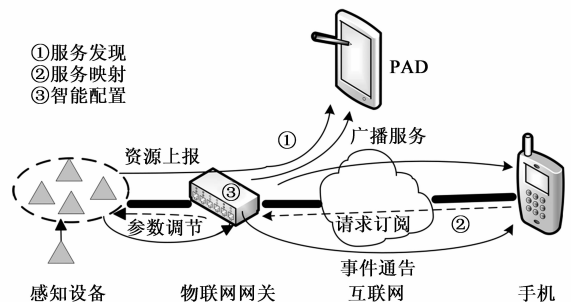 ①服务发现
②服务映射
③智能配置
PAD
①
广播服务
资源上报
③
参数调节
请求订阅
②
事件通告
感知设备
物联网网关
互联网
手机